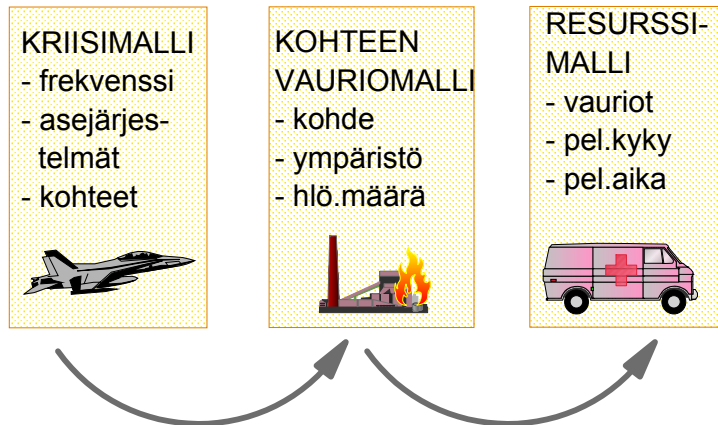 KRIISIMALLI
- frekvenssi
- asejärjes-
telmät
- kohteet
KOHTEEN
VAURIOMALLI
- kohde
- ympäristö
- hlö.määrä
RESURSSI-
MALLI
- vauriot
- pel.kyky
- pel.aika